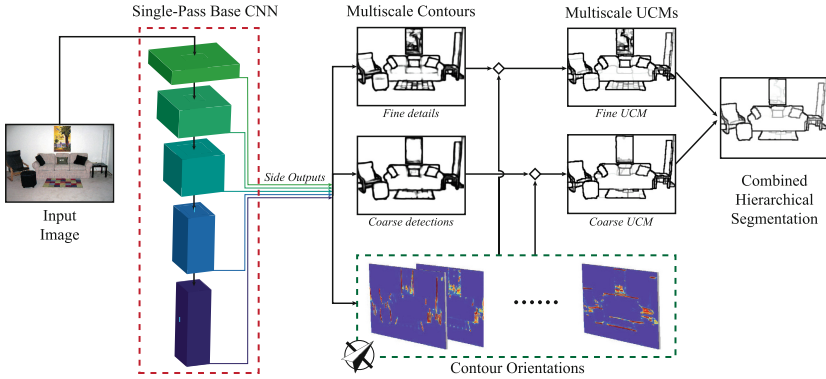 Single-Pass Base CNN
Multiscale Contours
Multiscale UCMs
Fine details
Fine UCM
Side Outputs
Coarse detections
Coarse UCM
Input
Image
Combined
Hierarchical
Segmentation
Contour Orientations